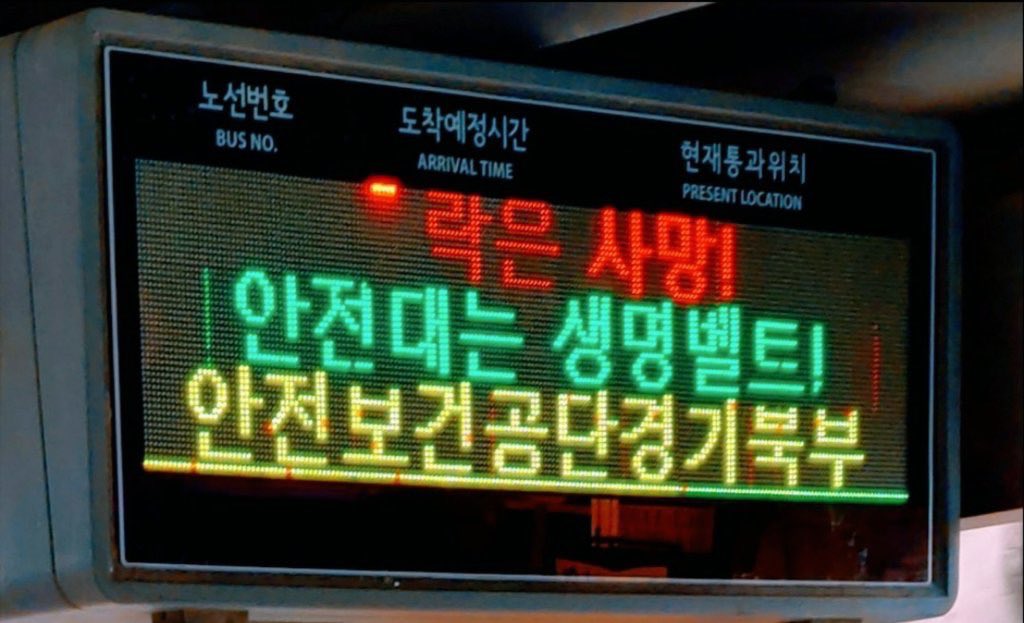 노선번호
BUS NO.
도착예정시간
ARRIVAL TIME
현재통과위치
PRESENT LOCATION
락은 사망!
안전대는 생명벨트!
안전보건공단경기북부